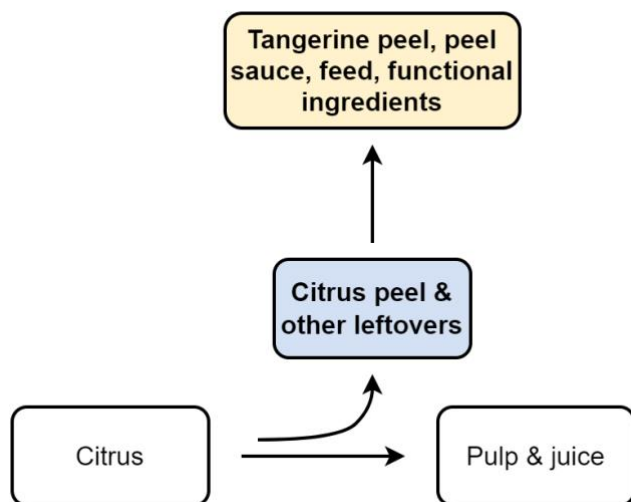 Tangerine peel, peel
sauce, feed, functional
ingredients
Citrus peel &
other leftovers
Citrus
Pulp & juice